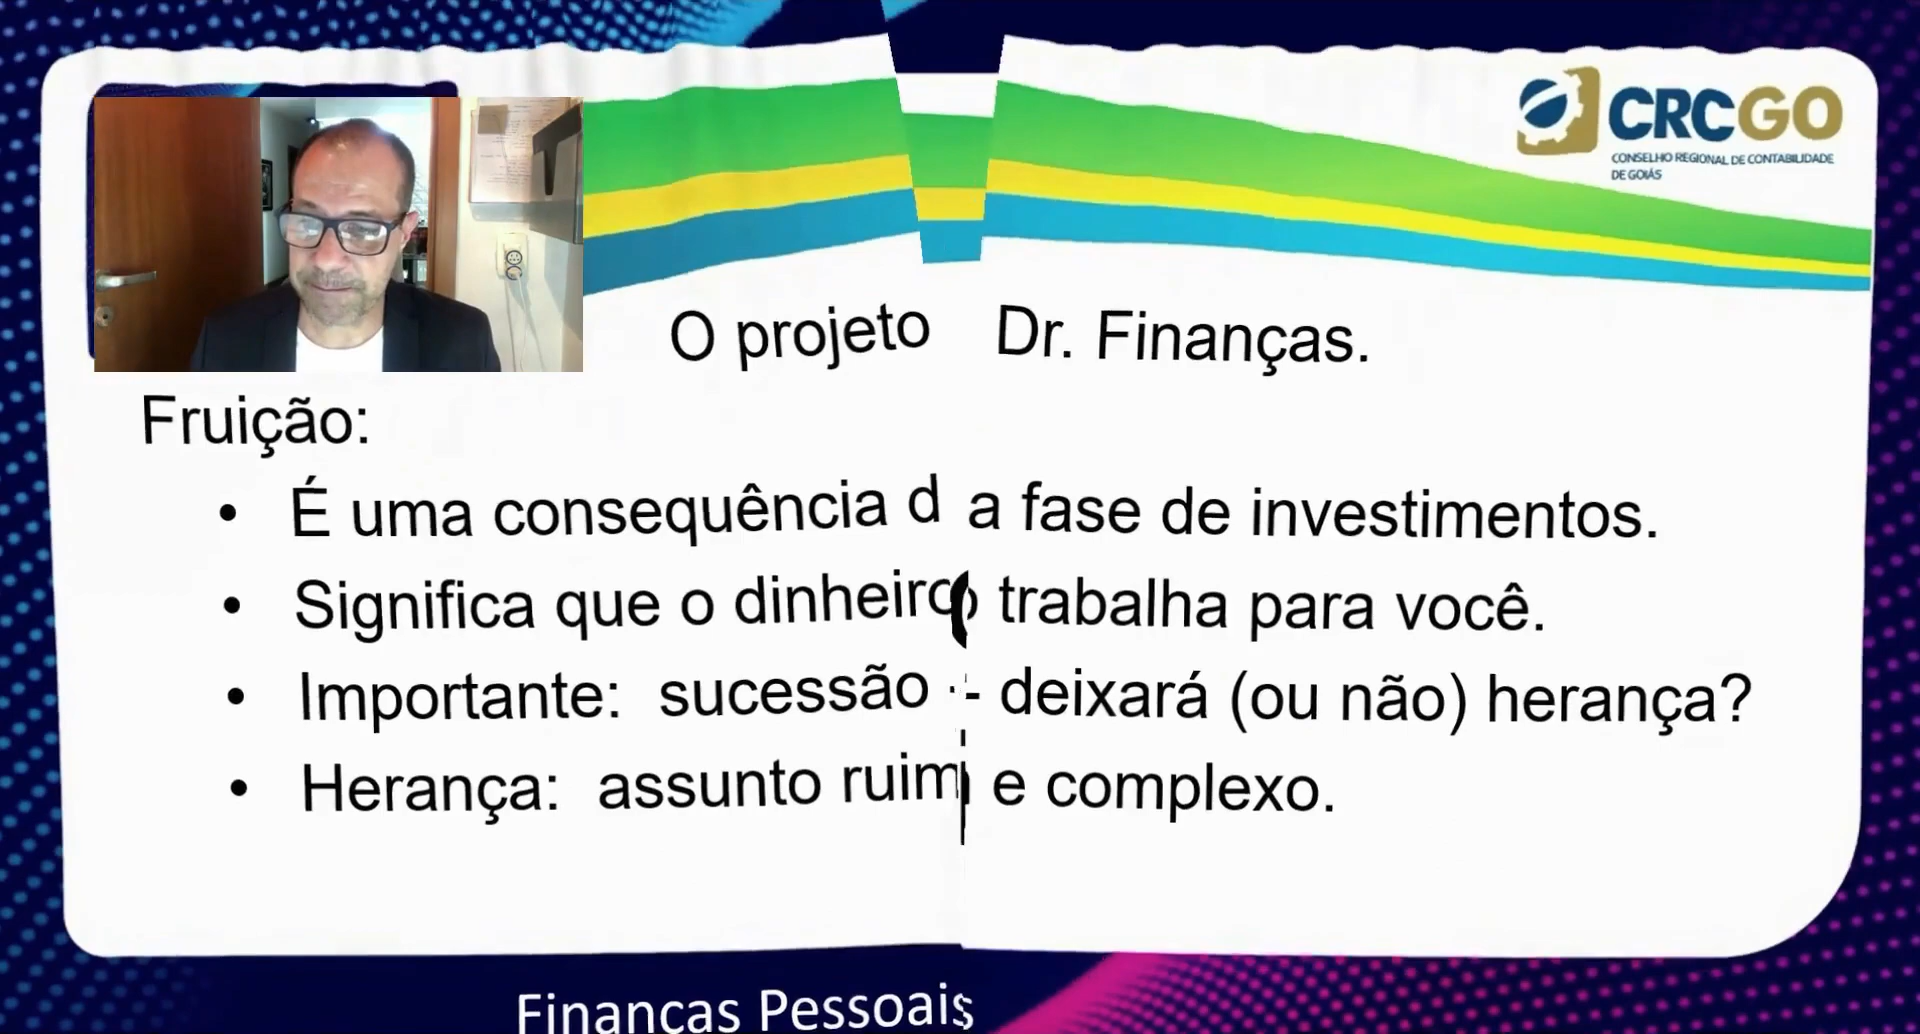 CRCGO
CONSELHO REGIONAL DE CONTABILIDADE
DE GOIÁS
O projeto Dr. Finanças.
Fruição:
• É uma consequência da fase de investimentos.
• Significa que o dinheiro trabalha para você.
• Importante: sucessão - deixará (ou não) herança?
• Herança: assunto ruim e complexo.
Finanças Pessoais